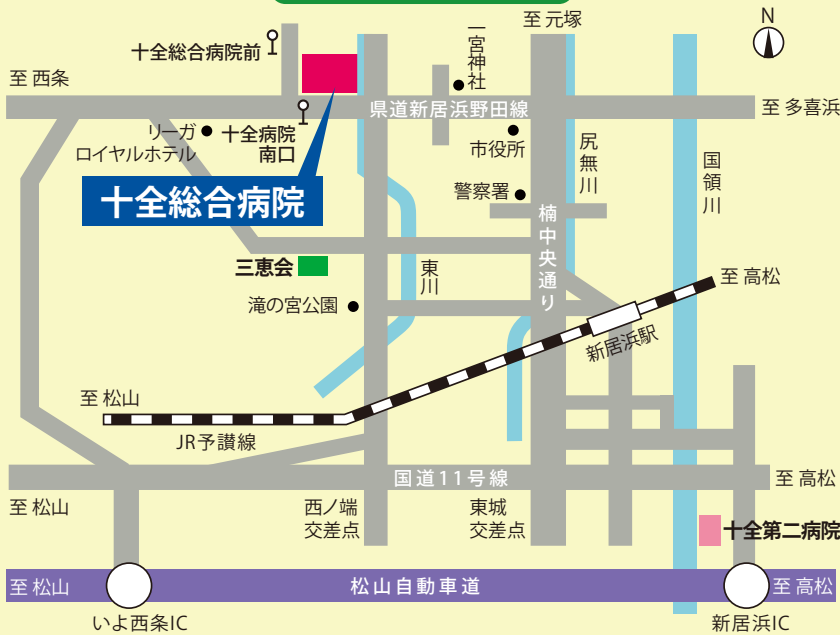 至 元塚
N
十全総合病院前
一宮神社
至 西条
県道新居浜野田線
至 多喜浜
リーガ
ロイヤルホテル
十全病院
南口
市役所
尻無川
国領川
十全総合病院
警察署
楠中央通り
三恵会
東川
至 高松
滝の宮公園
新居浜駅
至 松山
JR予讃線
国道11号線
至 高松
至 松山
西ノ端
交差点
東城
交差点
十全第二病院
至 松山
松山自動車道
至 高松
いよ西条IC
新居浜IC